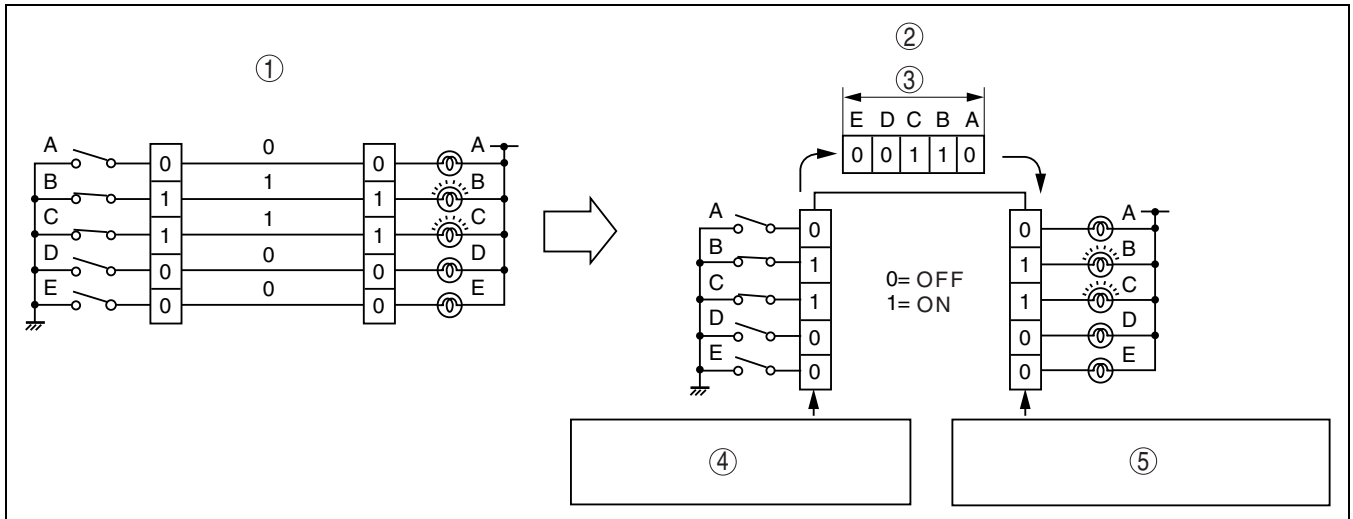 ①
A 0 0 0 A
B 1 1 1 B
C 1 1 1 C
D 0 0 0 D
E 0 0 0 E
②
③
E D C B A
0 0 1 1 0
A 0 0 A
B 1 1 B
C 1 1 C
D 0 0 D
E 0 0 E
0= OFF
1= ON
④
⑤